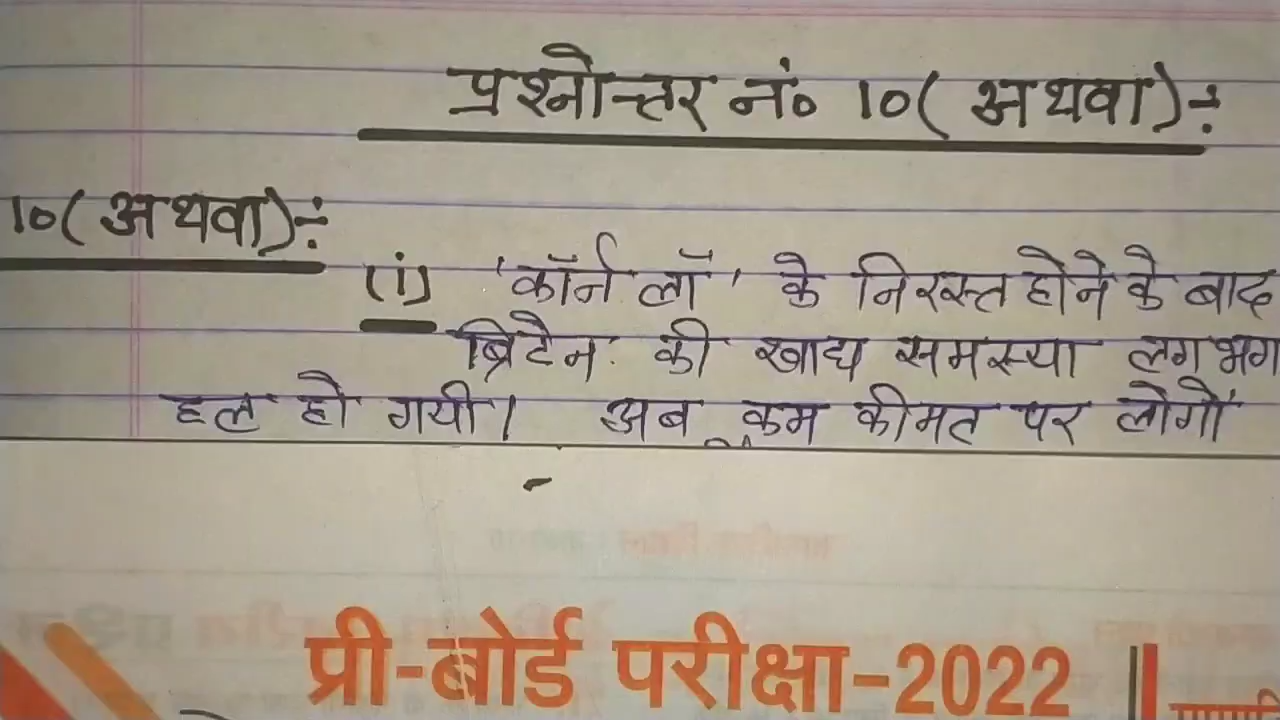 प्रश्नोत्तर नं० 10( अथवा)÷
10(अथवा)÷
(i) 'कॉर्न लॉ' के निरस्त होने के बाद
ब्रिटेन की खाद्य समस्या लगभग
हल हो गयी। अब कम कीमत पर लोगों
प्री-बोर्ड परीक्षा-2022